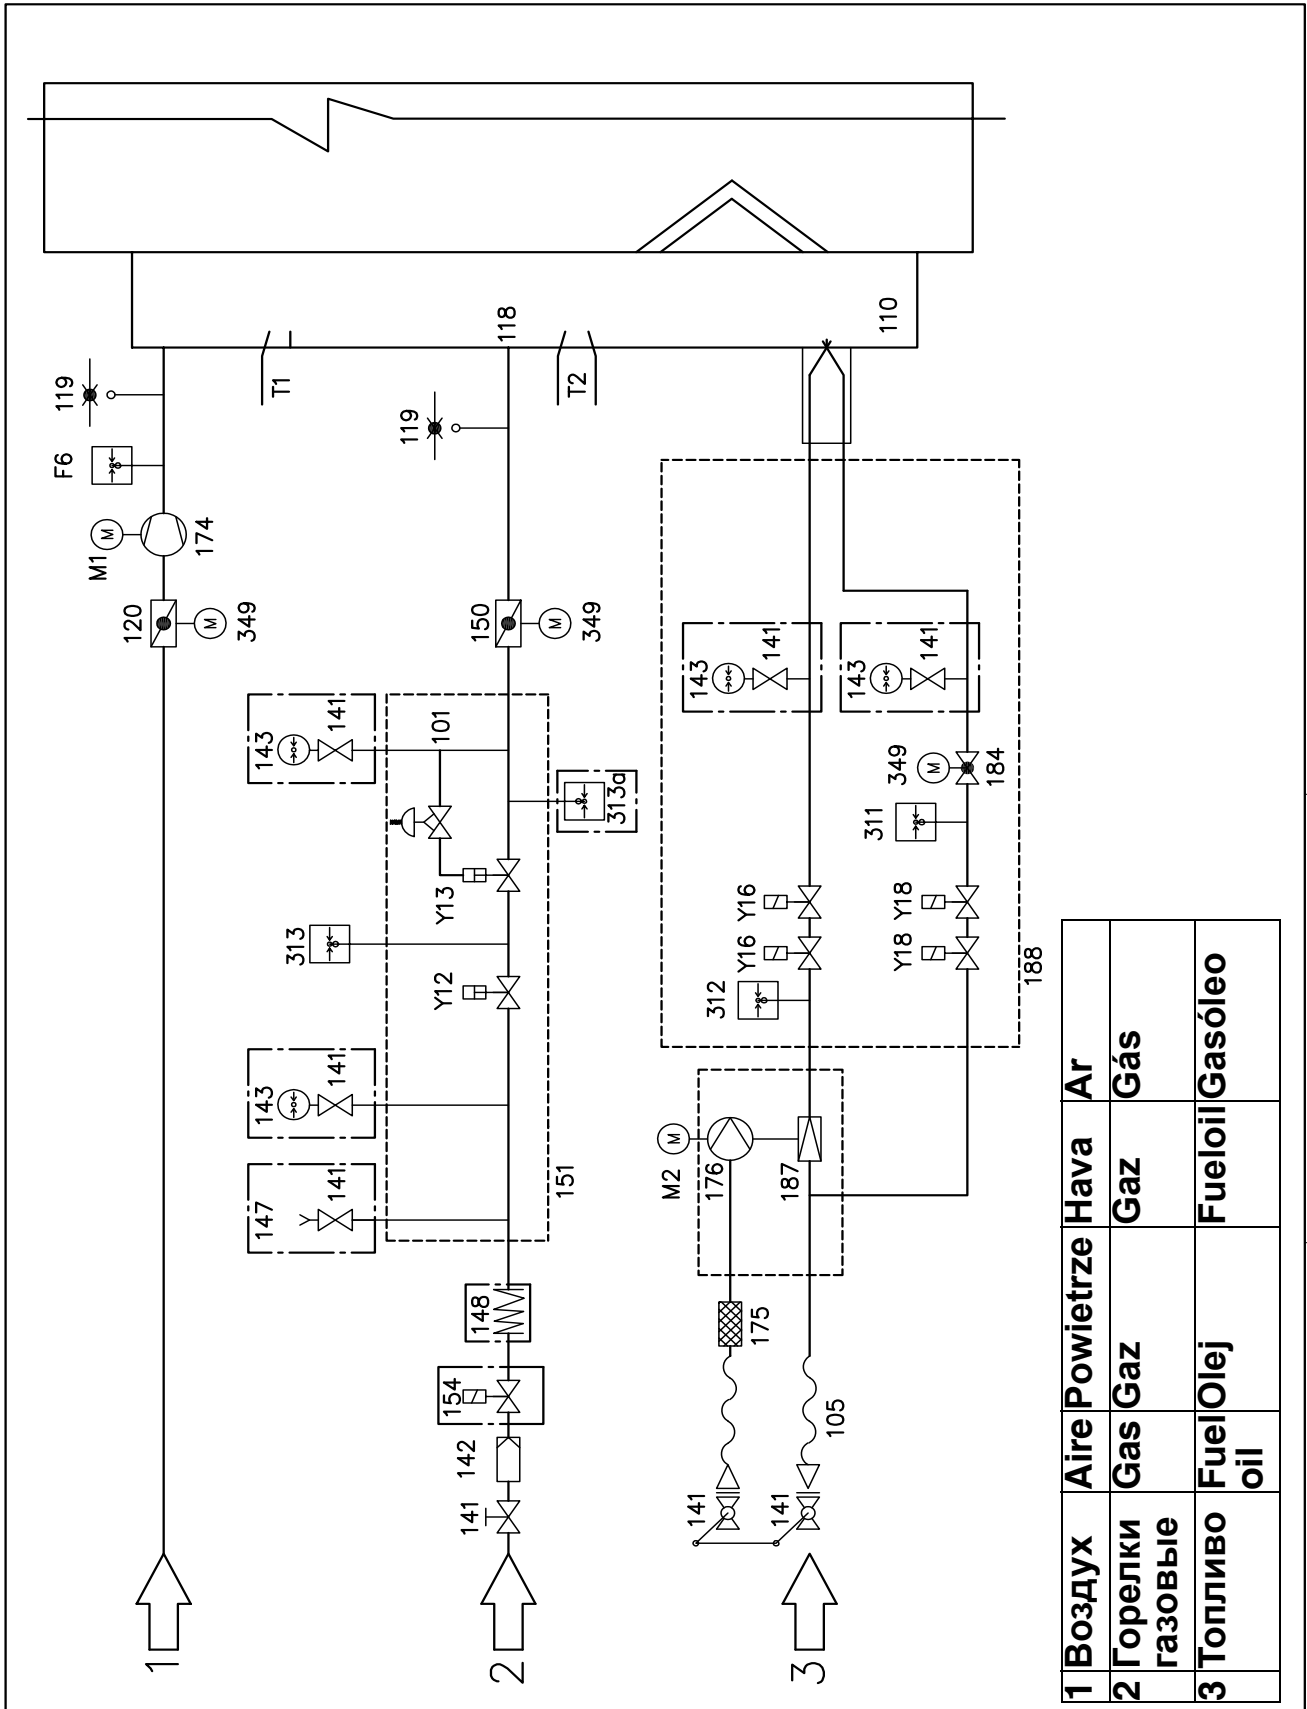 1
120
M1
349
174
F6
119
T1
118
T2
110
2
141
142
154
148
147
141
143
141
151
Y12
313
Y13
101
143
141
313a
150
349
119
3
141
141
105
175
M2
176
187
312
Y16
Y16
143
141
Y18
Y18
311
349
184
143
141
188
M
M
M
M
M
M
1 Воздух Aire Powietrze Hava Ar
2 Горелки газовые Gas Gaz Gaz Gás
3 Топливо Fuel oil Olej Fueloil Gasóleo